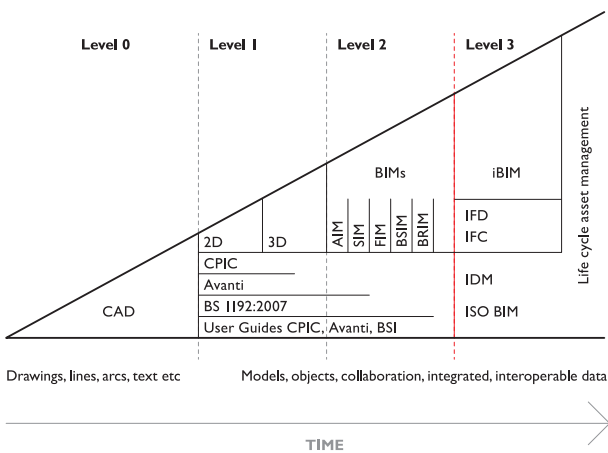 Level 0
Level 1
Level 2
Level 3
BIMs
iBIM
Life cycle asset management
2D
3D
AIM
SIM
FIM
BSIM
BRIM
IFD
IFC
CPIC
Avanti
BS 1192:2007
User Guides CPIC, Avanti, BSI
IDM
ISO BIM
CAD
Drawings, lines, arcs, text etc
Models, objects, collaboration, integrated, interoperable data
TIME